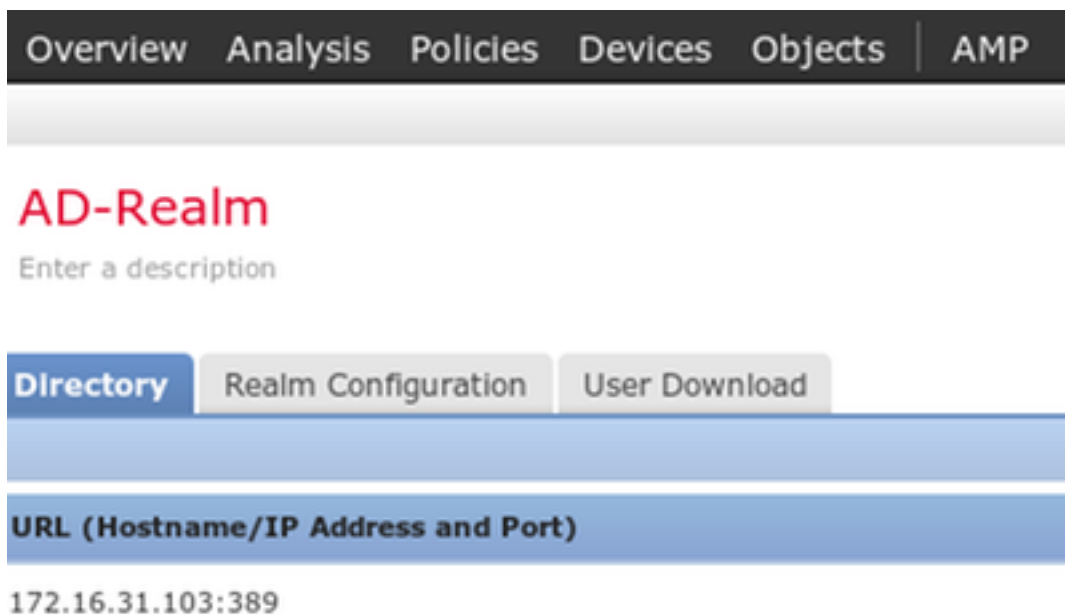 Overview Analysis Policies Devices Objects AMP
AD-Realm
Enter a description
Directory Realm Configuration User Download
URL (Hostname/IP Address and Port)
172.16.31.103:389